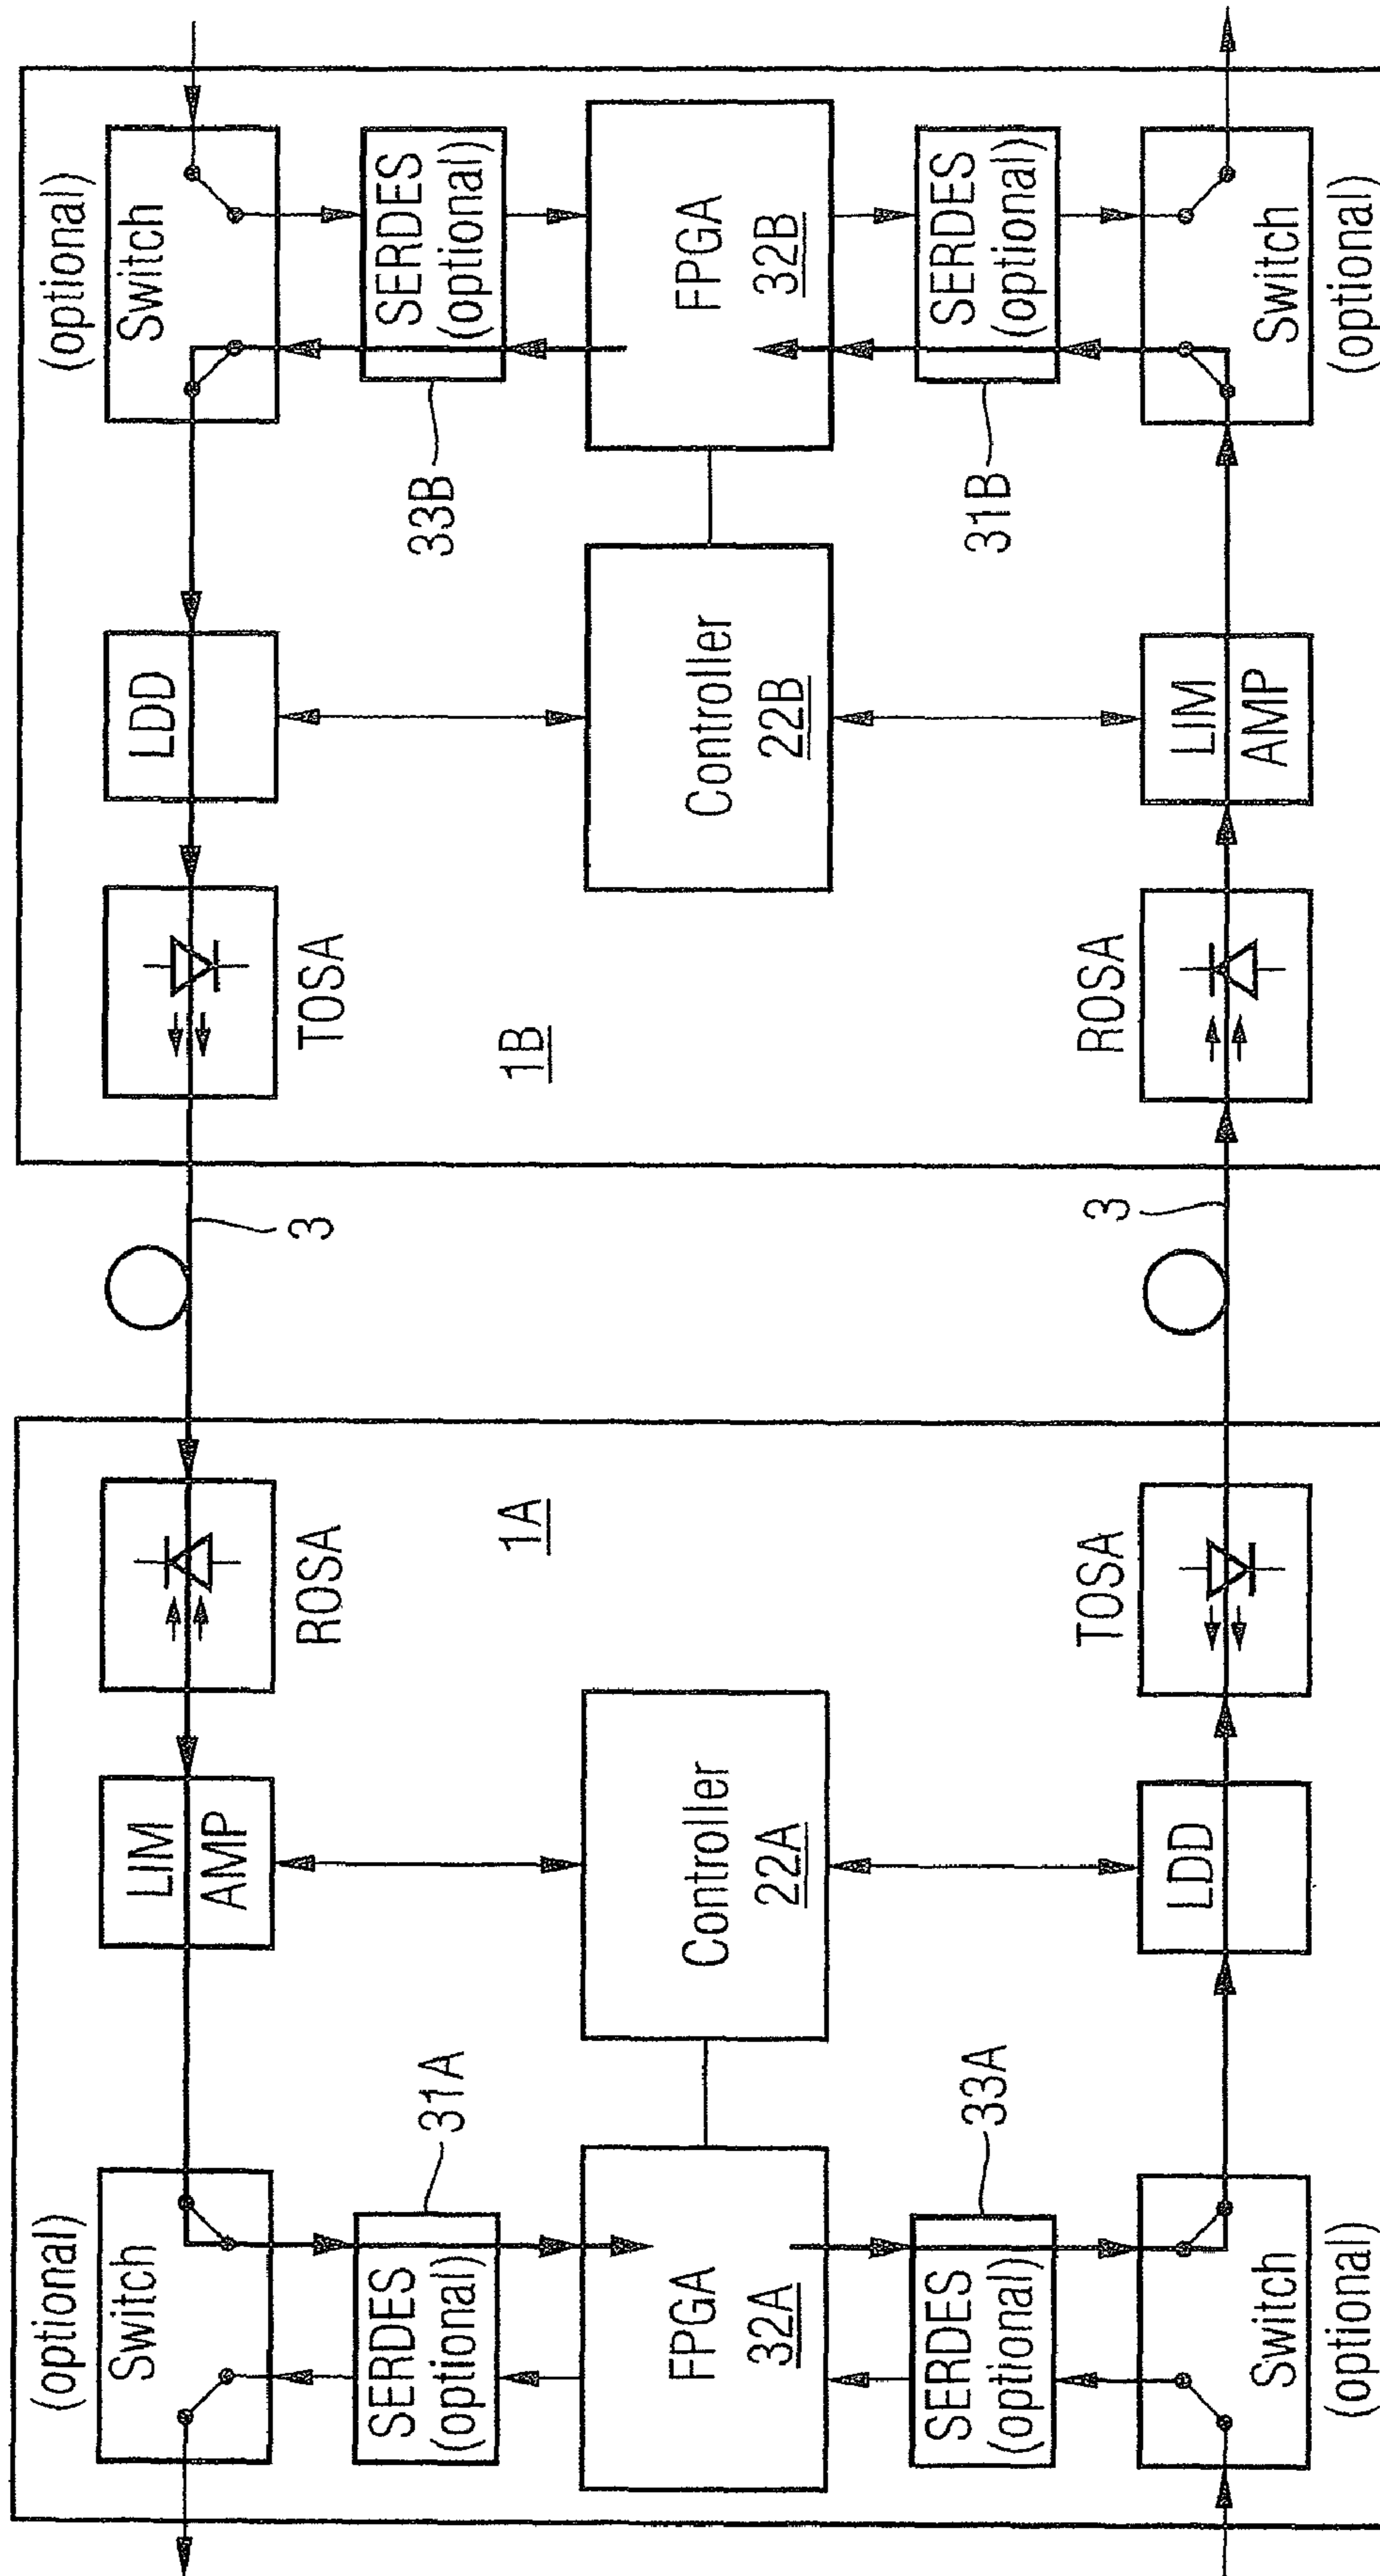 (optional)
Switch
LIM
AMP
ROSA
3
TOSA
LDD
(optional)
Switch
31A
SERDES
(optional)
1A
1B
33B
SERDES
(optional)
FPGA
32A
Controller
22A
Controller
22B
FPGA
32B
33A
SERDES
(optional)
31B
SERDES
(optional)
TOSA
3
ROSA
Switch
(optional)
LDD
LIM
AMP
Switch
(optional)